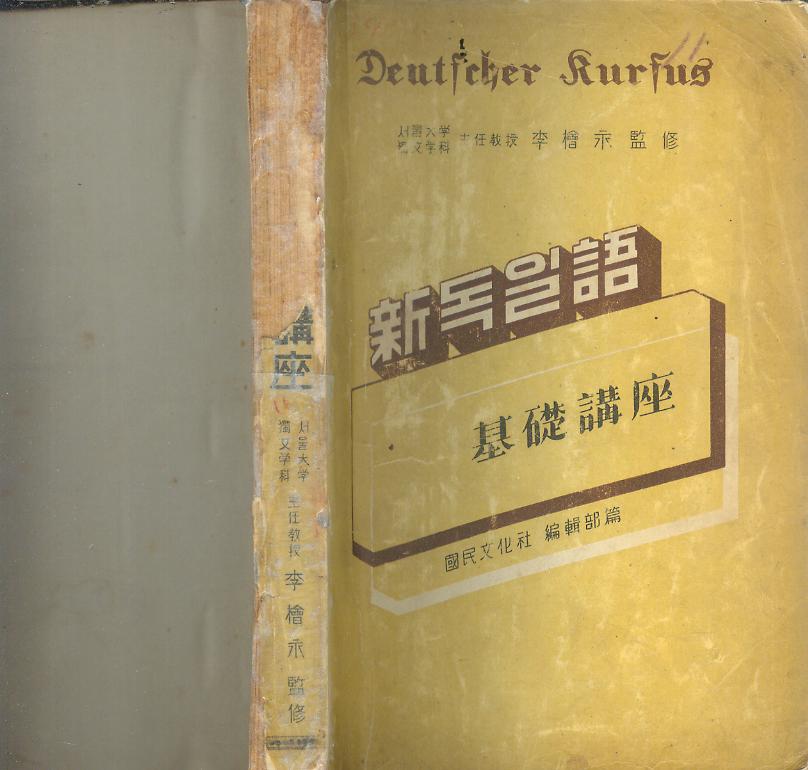 Deutscher Kursus
서울大学
獨文学科 主任教授 李檜永 監修
新독일語
基礎講座
國民文化社 編輯部篇
講座
서울大学
獨文学科
主任教授 李檜永 監修